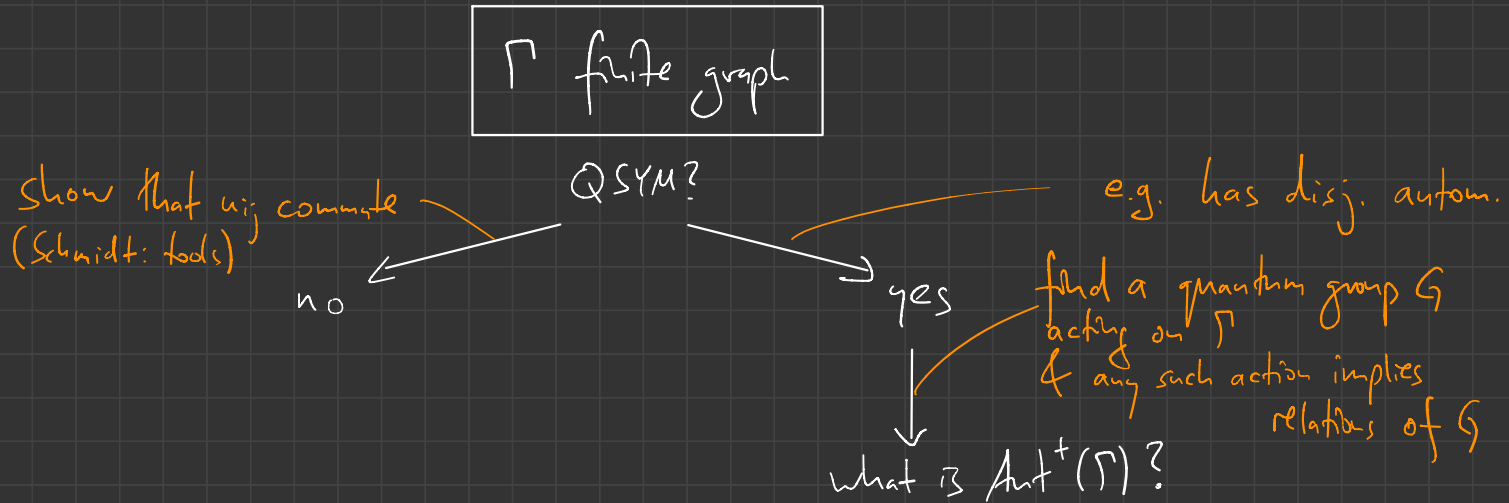 Γ finite graph
QSYM?
show that uij commute
(Schmidt: tools)
e.g. has disj. autom.
no
yes
find a quantum group G
acting on Γ
& any such action implies
relations of G
what is Aut⁺(Γ)?